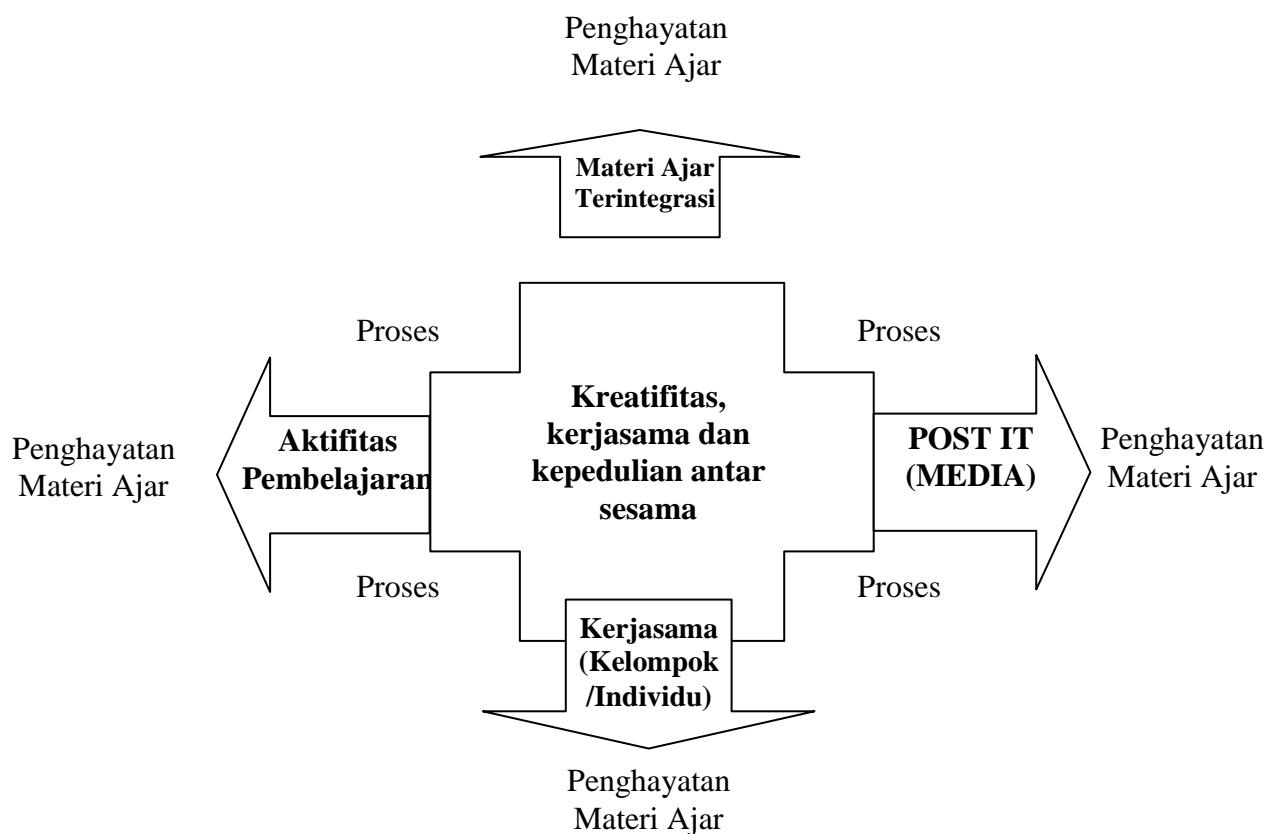 Penghayatan
Materi Ajar
Materi Ajar
Terintegrasi
Proses
Proses
Penghayatan
Materi Ajar
Aktifitas
Pembelajaran
Kreatifitas,
kerjasama dan
kepedulian antar
sesama
POST IT
(MEDIA)
Penghayatan
Materi Ajar
Proses
Proses
Kerjasama
(Kelompok
/Individu)
Penghayatan
Materi Ajar